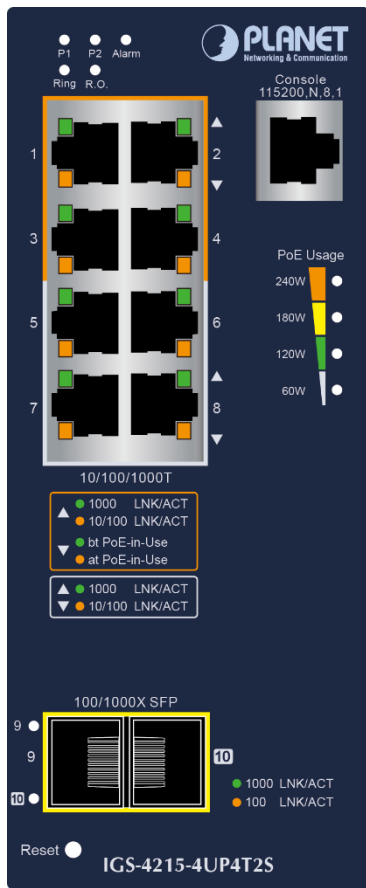 P1 P2 Alarm
Ring R.O.
PLANET
Networking & Communication
Console
115200,N,8,1
1 2
3 4
5 6
7 8
PoE Usage
240W
180W
120W
60W
10/100/1000T
1000 LNK/ACT
10/100 LNK/ACT
bt PoE-in-Use
at PoE-in-Use
1000 LNK/ACT
10/100 LNK/ACT
100/1000X SFP
9
9 10
10
1000 LNK/ACT
100 LNK/ACT
Reset
IGS-4215-4UP4T2S